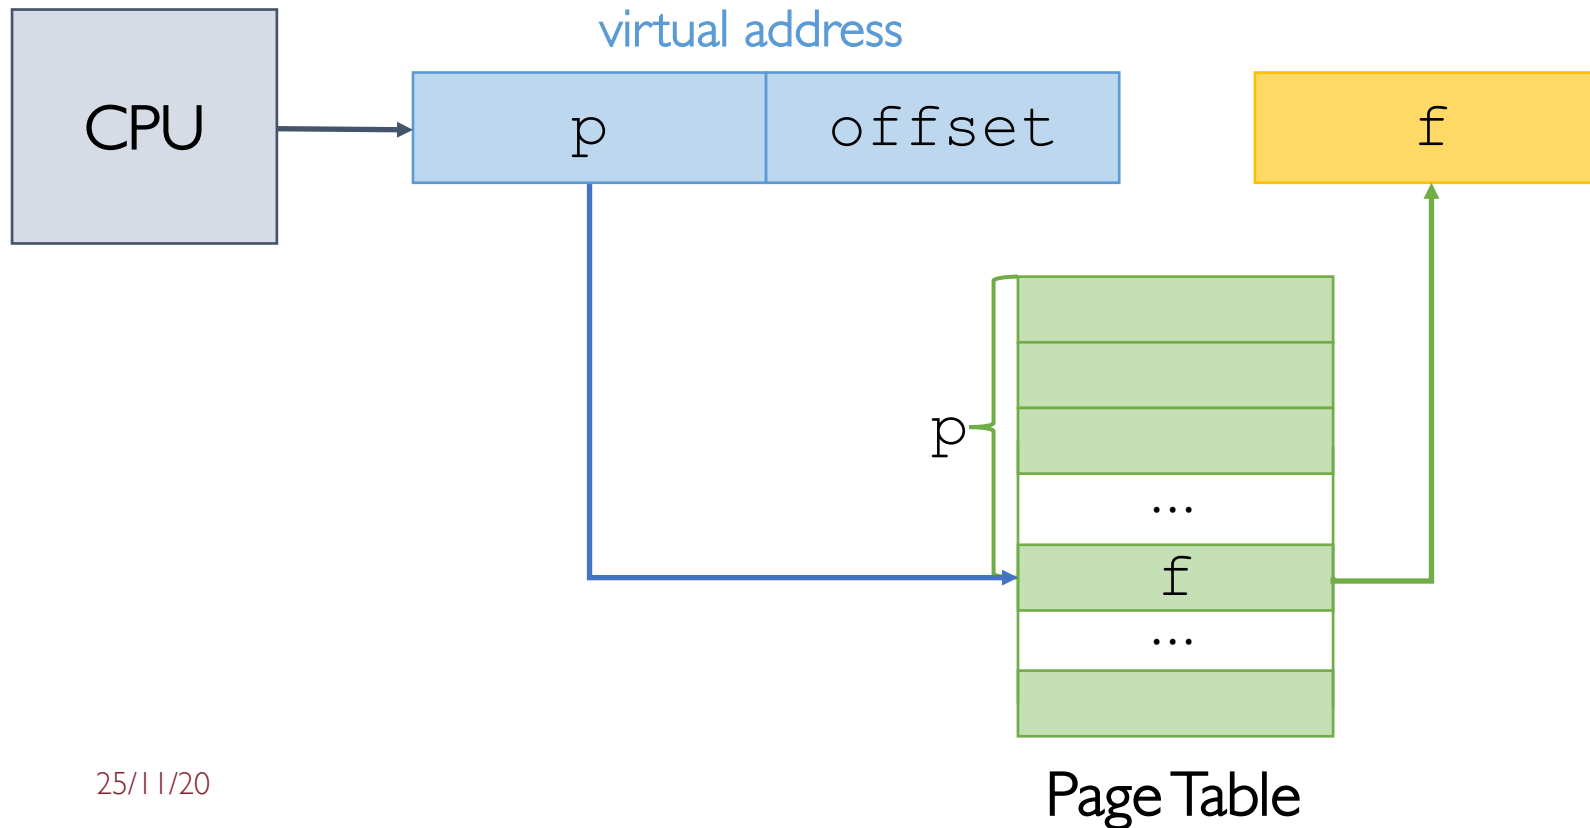 virtual address
CPU
p offset
f
p
...
f
...
25/11/20
Page Table